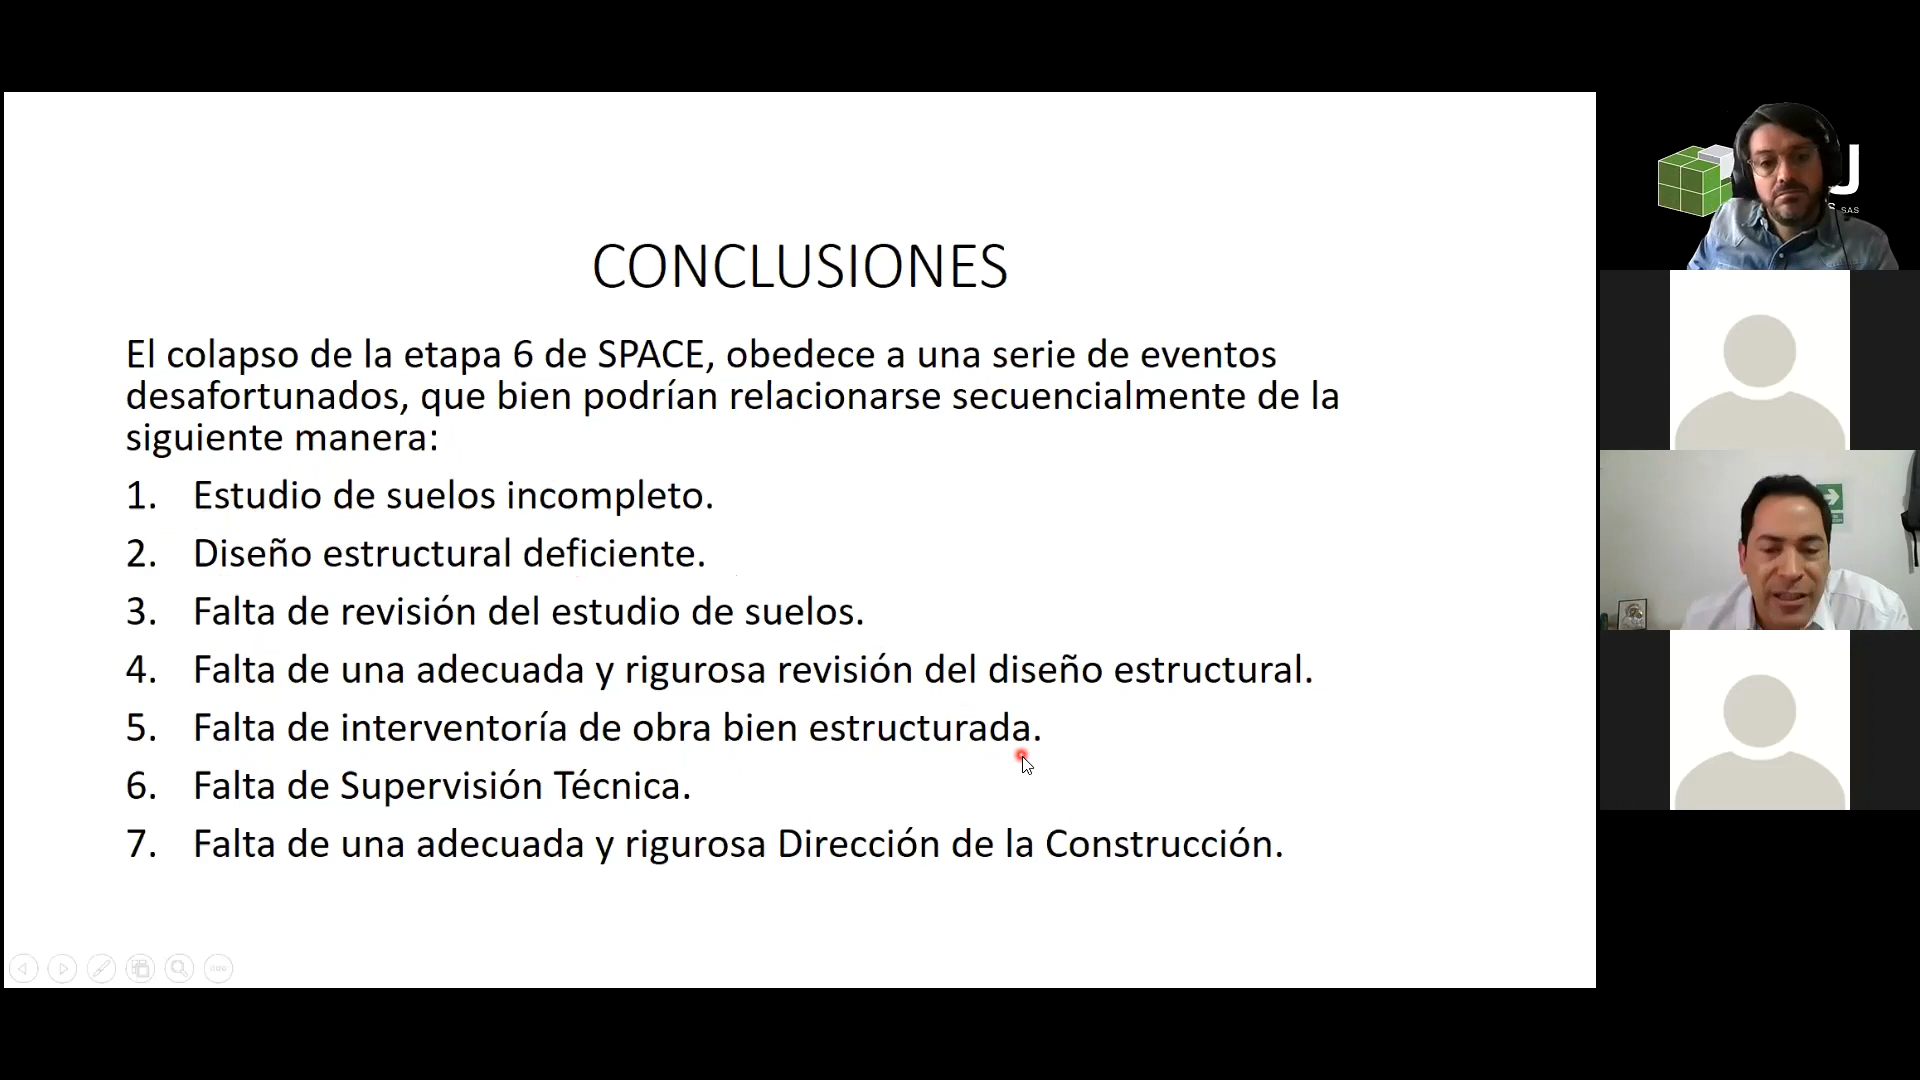 CONCLUSIONES
El colapso de la etapa 6 de SPACE, obedece a una serie de eventos
desafortunados, que bien podrían relacionarse secuencialmente de la
siguiente manera:
1. Estudio de suelos incompleto.
2. Diseño estructural deficiente.
3. Falta de revisión del estudio de suelos.
4. Falta de una adecuada y rigurosa revisión del diseño estructural.
5. Falta de interventoría de obra bien estructurada.
6. Falta de Supervisión Técnica.
7. Falta de una adecuada y rigurosa Dirección de la Construcción.
SAS